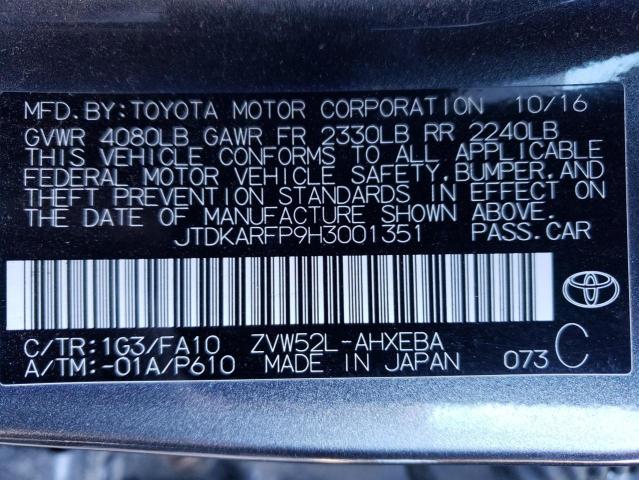 MFD.BY:TOYOTA MOTOR CORPORATION 10/16
GVWR 4080LB GAWR FR 2330LB RR 2240LB
THIS VEHICLE CONFORMS TO ALL APPLICABLE
FEDERAL MOTOR VEHICLE SAFETY,BUMPER,AND
THEFT PREVENTION STANDARDS IN EFFECT ON
THE DATE OF MANUFACTURE SHOWN ABOVE.
JTDKARFP9H3001351 PASS.CAR
C/TR:1G3/FA10 ZVW52L-AHXEBA
A/TM:-01A/P610 MADE IN JAPAN 073 C